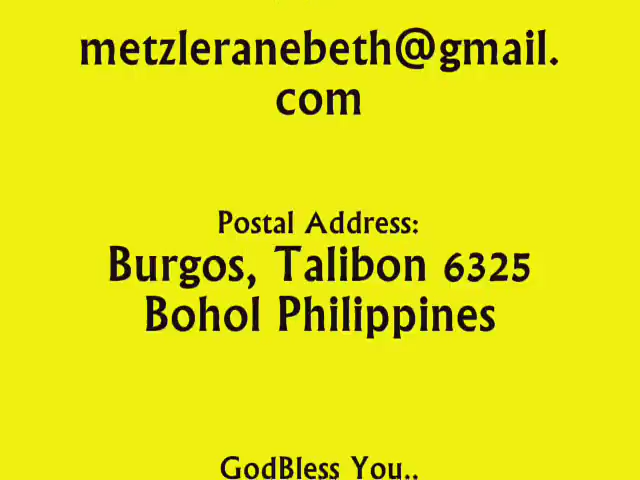 metzleranebeth@gmail.
com
Postal Address:
Burgos, Talibon 6325
Bohol Philippines
GodBless You..